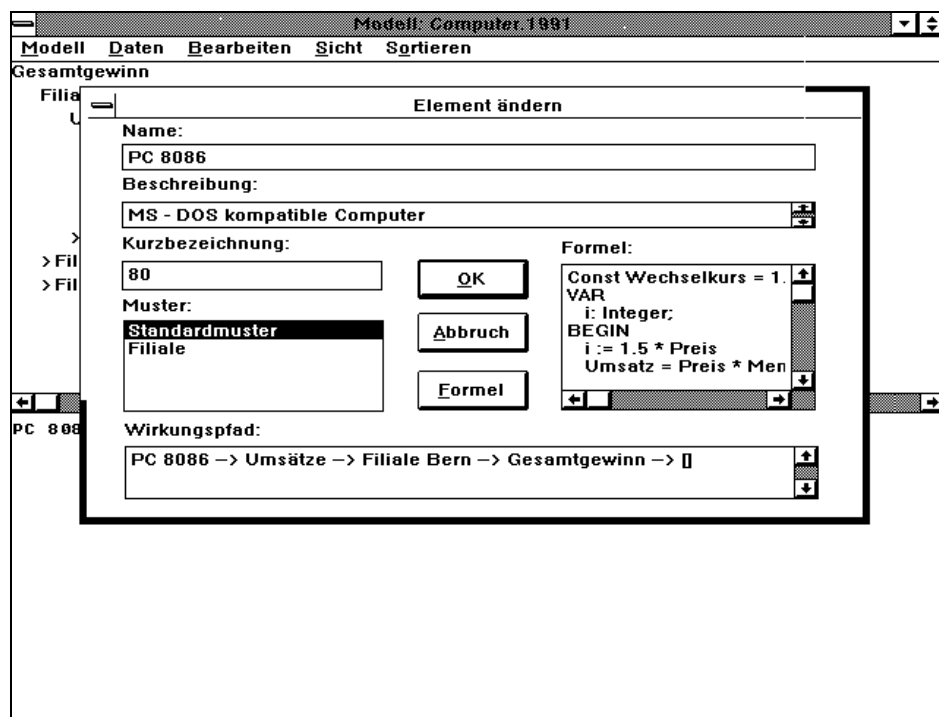 Modell: Computer.1991
Modell Daten Bearbeiten Sicht Sortieren
Gesamtgewinn
Filia
U
>
>Fil
>Fil
PC 808
Element ändern
Name:
PC 8086
Beschreibung:
MS - DOS kompatible Computer
Kurzbezeichnung:
80
Muster:
Standardmuster
Filiale
OK
Abbruch
Formel
Formel:
Const Wechselkurs = 1.
VAR
i: Integer;
BEGIN
i := 1.5 * Preis
Umsatz = Preis * Men
Wirkungspfad:
PC 8086 –> Umsätze –> Filiale Bern –> Gesamtgewinn –> []